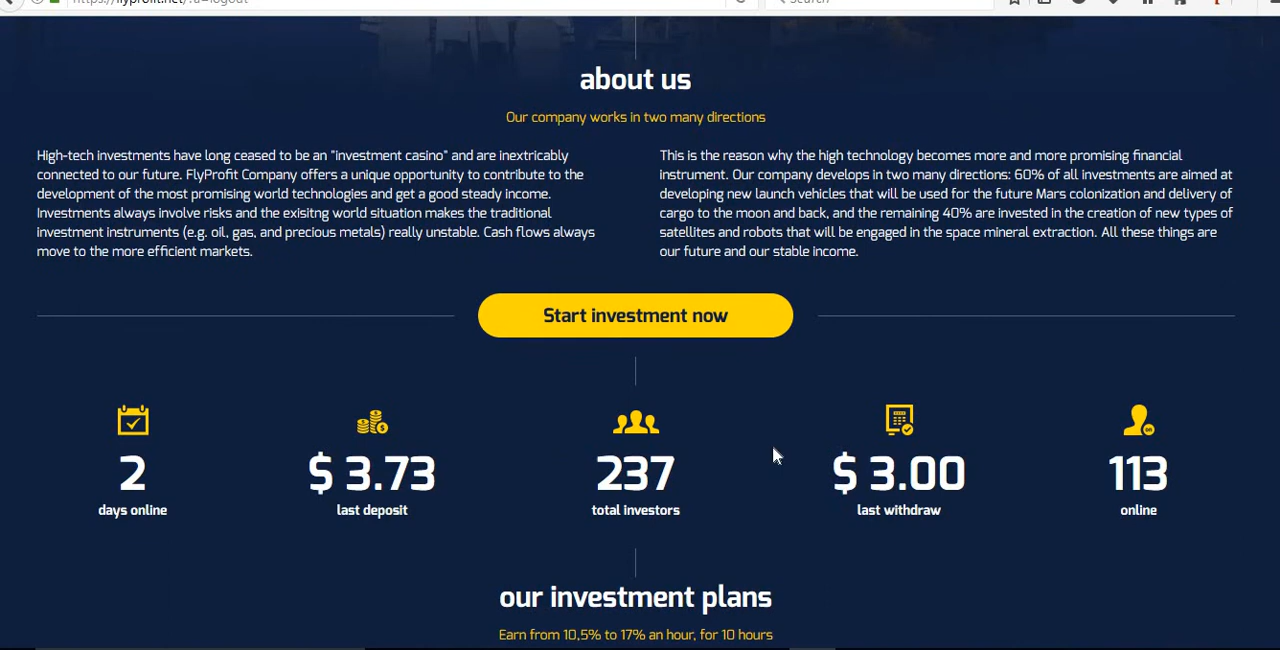 https://flyprofit.net/?a=logout
Search
about us
Our company works in two many directions
High-tech investments have long ceased to be an "investment casino" and are inextricably
connected to our future. FlyProfit Company offers a unique opportunity to contribute to the
development of the most promising world technologies and get a good steady income.
Investments always involve risks and the exisitng world situation makes the traditional
investment instruments (e.g. oil, gas, and precious metals) really unstable. Cash flows always
move to the more efficient markets.
This is the reason why the high technology becomes more and more promising financial
instrument. Our company develops in two many directions: 60% of all investments are aimed at
developing new launch vehicles that will be used for the future Mars colonization and delivery of
cargo to the moon and back, and the remaining 40% are invested in the creation of new types of
satellites and robots that will be engaged in the space mineral extraction. All these things are
our future and our stable income.
Start investment now
2
days online
$ 3.73
last deposit
237
total investors
$ 3.00
last withdraw
113
online
our investment plans
Earn from 10,5% to 17% an hour, for 10 hours